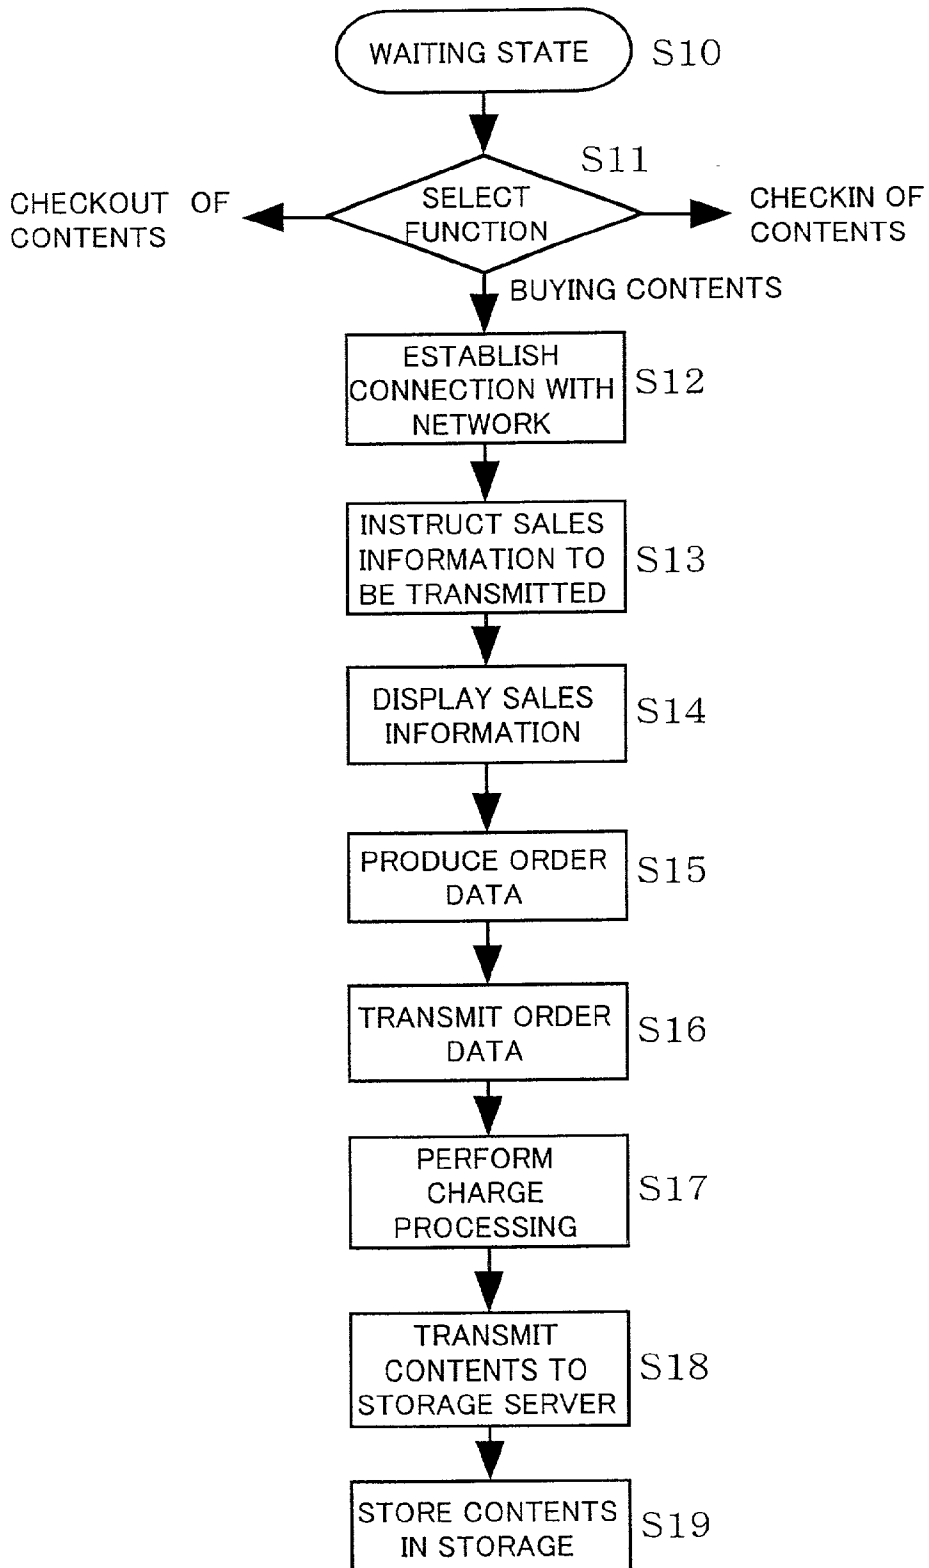 WAITING STATE
S10
S11
SELECT
FUNCTION
CHECKOUT OF
CONTENTS
CHECKIN OF
CONTENTS
BUYING CONTENTS
ESTABLISH
CONNECTION WITH
NETWORK
S12
INSTRUCT SALES
INFORMATION TO
BE TRANSMITTED
S13
DISPLAY SALES
INFORMATION
S14
PRODUCE ORDER
DATA
S15
TRANSMIT ORDER
DATA
S16
PERFORM
CHARGE
PROCESSING
S17
TRANSMIT
CONTENTS TO
STORAGE SERVER
S18
STORE CONTENTS
IN STORAGE
S19